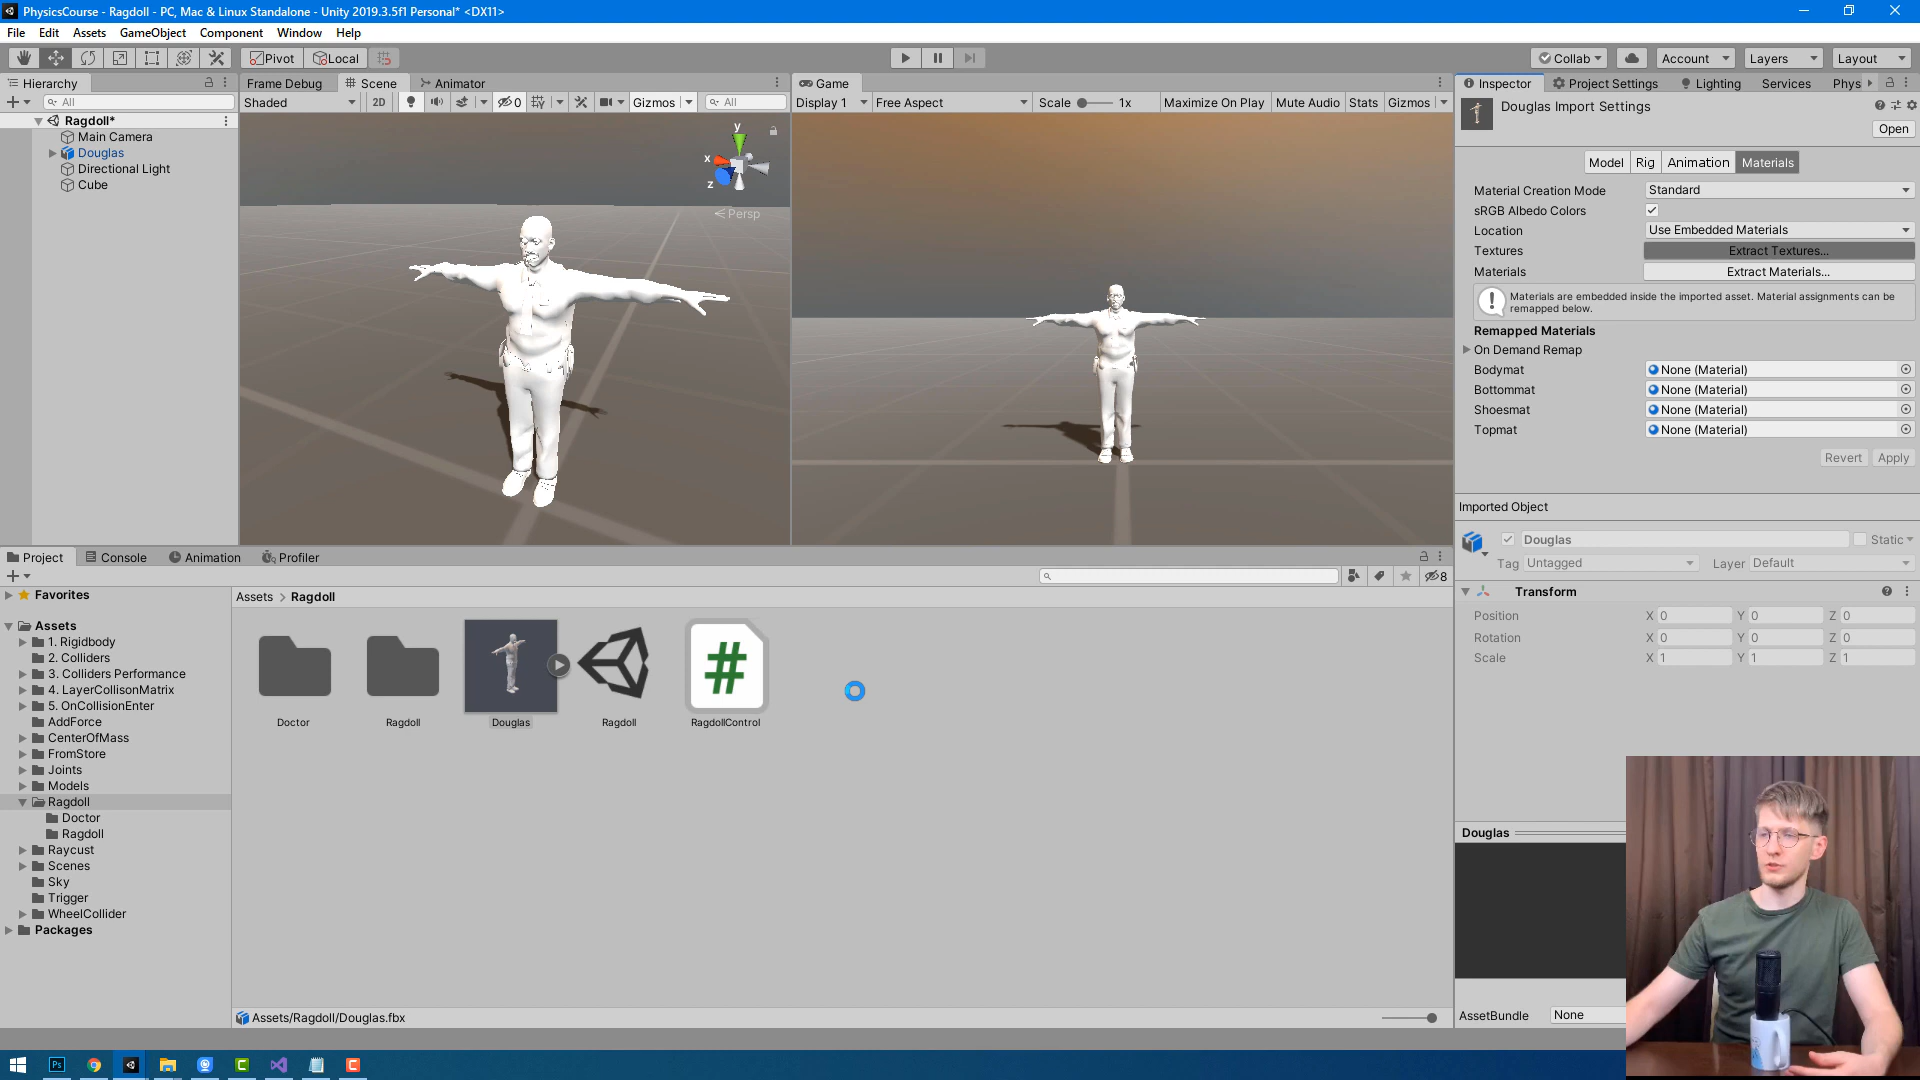 PhysicsCourse - Ragdoll - PC, Mac & Linux Standalone - Unity 2019.3.5f1 Personal* <DX11>
File Edit Assets GameObject Component Window Help
Pivot Local Collab Account Layers Layout
Hierarchy
All
Ragdoll*
Main Camera
Douglas
Directional Light
Cube
Frame Debug Scene Animator
Shaded 2D 0 Gizmos All
y
x
z
Persp
Game
Display 1 Free Aspect Scale 1x Maximize On Play Mute Audio Stats Gizmos
Inspector Project Settings Lighting Services Phys
Douglas Import Settings
Open
Model Rig Animation Materials
Material Creation Mode Standard
sRGB Albedo Colors
Location Use Embedded Materials
Textures Extract Textures...
Materials Extract Materials...
Materials are embedded inside the imported asset. Material assignments can be
remapped below.
Remapped Materials
On Demand Remap
Bodymat None (Material)
Bottommat None (Material)
Shoesmat None (Material)
Topmat None (Material)
Revert Apply
Imported Object
Douglas Static
Tag Untagged Layer Default
Transform
Position X 0 Y 0 Z 0
Rotation X 0 Y 0 Z 0
Scale X 1 Y 1 Z 1
Douglas
AssetBundle None
Project Console Animation Profiler
8
Favorites
Assets
1. Rigidbody
2. Colliders
3. Colliders Performance
4. LayerCollisonMatrix
5. OnCollisionEnter
AddForce
CenterOfMass
FromStore
Joints
Models
Ragdoll
Doctor
Ragdoll
Raycust
Scenes
Sky
Trigger
WheelCollider
Packages
Assets > Ragdoll
#
Doctor Ragdoll Douglas Ragdoll RagdollControl
Assets/Ragdoll/Douglas.fbx
Ps C C